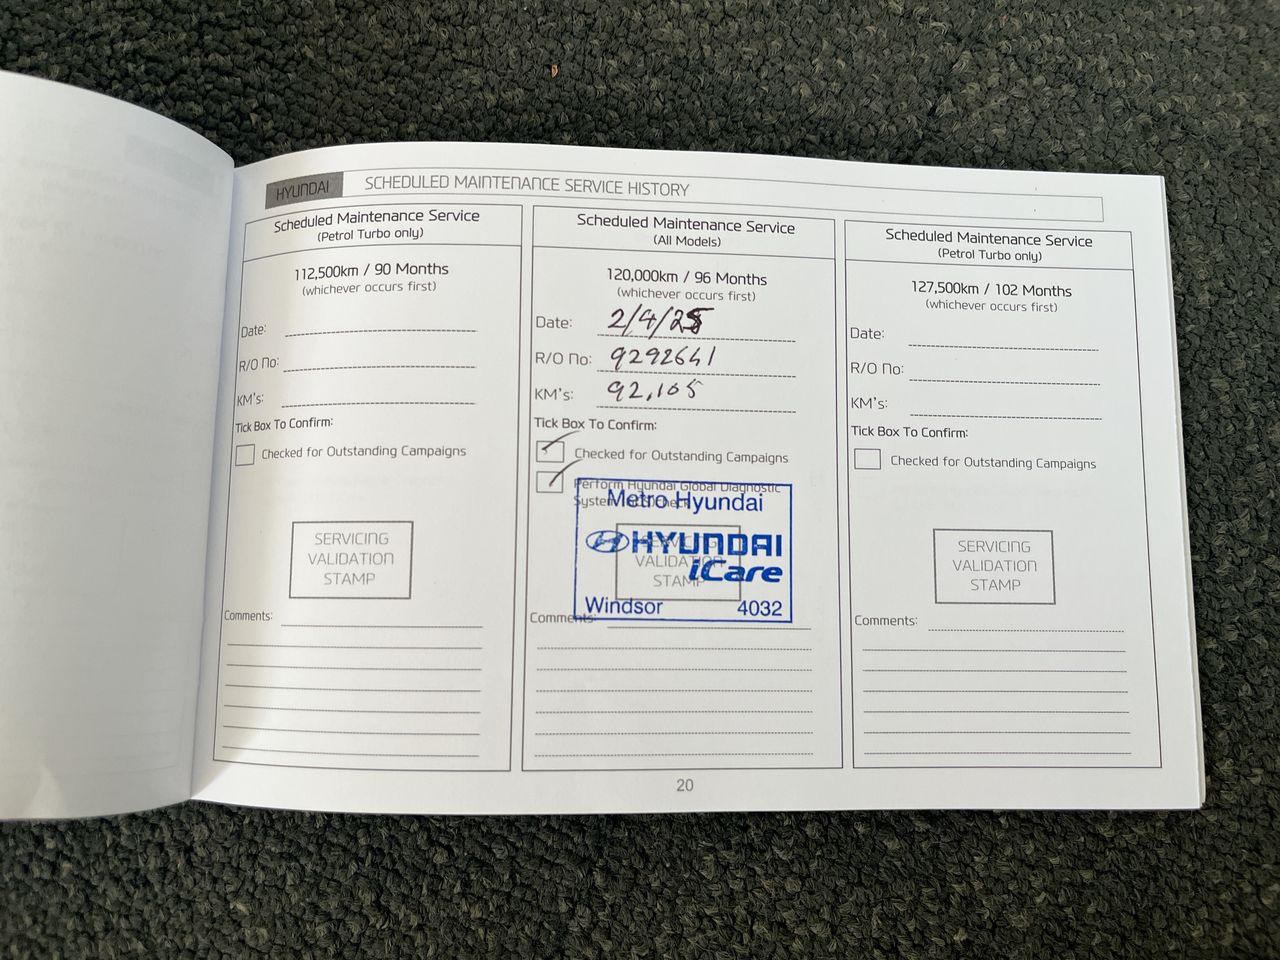 HYUNDAI SCHEDULED MAINTENANCE SERVICE HISTORY
Scheduled Maintenance Service
(Petrol Turbo only)
112,500km / 90 Months
(whichever occurs first)
Date:
R/O No:
KM's:
Tick Box To Confirm:
Checked for Outstanding Campaigns
SERVICING
VALIDATION
STAMP
Comments:
Scheduled Maintenance Service
(All Models)
120,000km / 96 Months
(whichever occurs first)
Date: 2/4/25
R/O No: 9292641
KM's: 92,105
Tick Box To Confirm:
Checked for Outstanding Campaigns
Perform Hyundai Global Diagnostic
System Check
Metro Hyundai
HYUNDAI
iCare
Windsor 4032
SERVICING
VALIDATION
STAMP
Comments:
Scheduled Maintenance Service
(Petrol Turbo only)
127,500km / 102 Months
(whichever occurs first)
Date:
R/O No:
KM's:
Tick Box To Confirm:
Checked for Outstanding Campaigns
SERVICING
VALIDATION
STAMP
Comments:
20